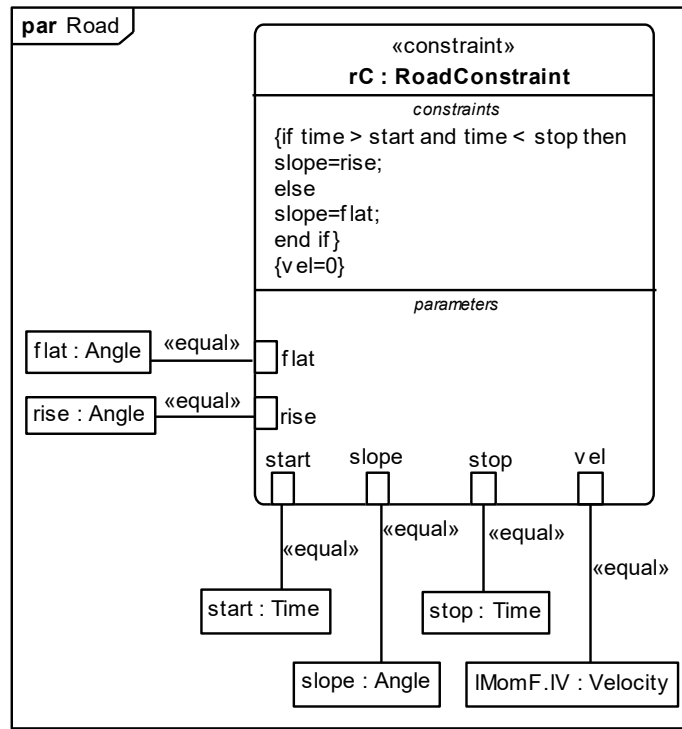 par Road
«constraint»
rC : RoadConstraint
constraints
{if time > start and time < stop then
slope=rise;
else
slope=flat;
end if}
{vel=0}
parameters
flat : Angle
«equal»
flat
rise : Angle
«equal»
rise
start
slope
stop
vel
«equal»
«equal»
«equal»
«equal»
start : Time
stop : Time
slope : Angle
lMomF.lV : Velocity